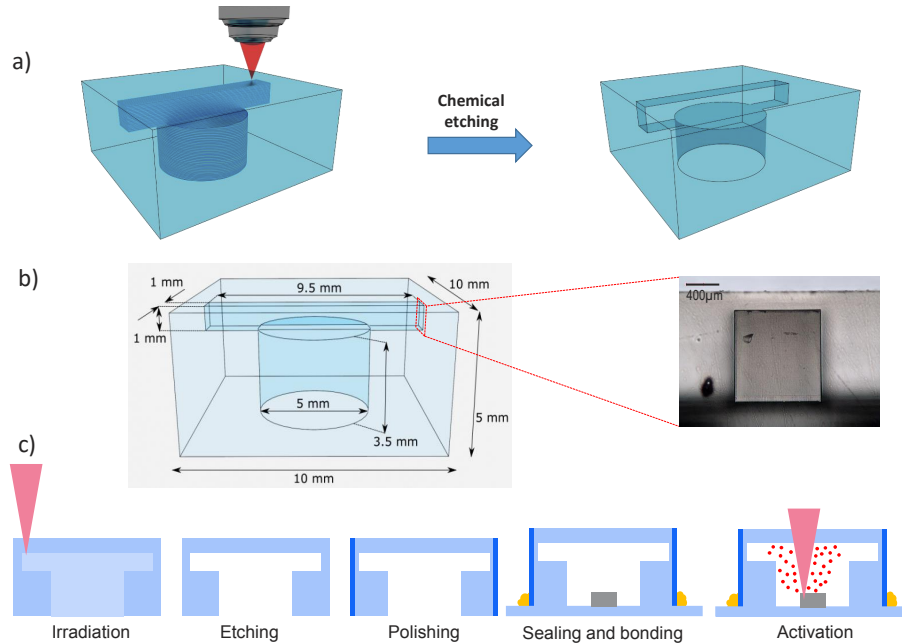 a)
Chemical
etching
b)
1 mm
9.5 mm
10 mm
1 mm
5 mm
3.5 mm
5 mm
10 mm
400μm
c)
Irradiation
Etching
Polishing
Sealing and bonding
Activation